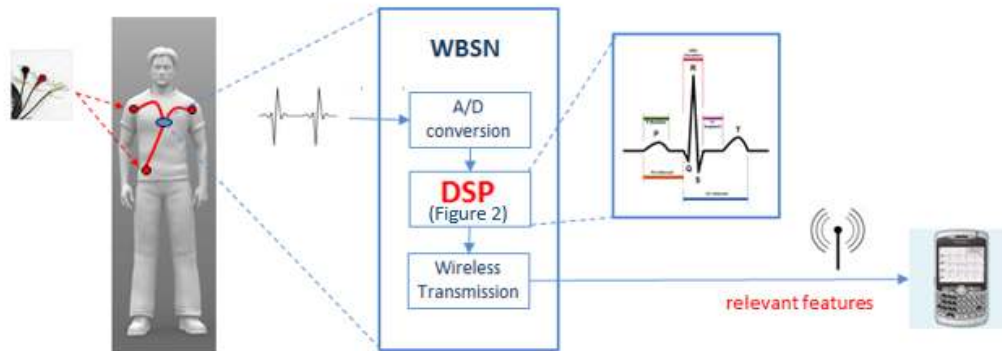 WBSN
A/D
conversion
DSP
(Figure 2)
Wireless
Transmission
R
P
T
Q
S
relevant features